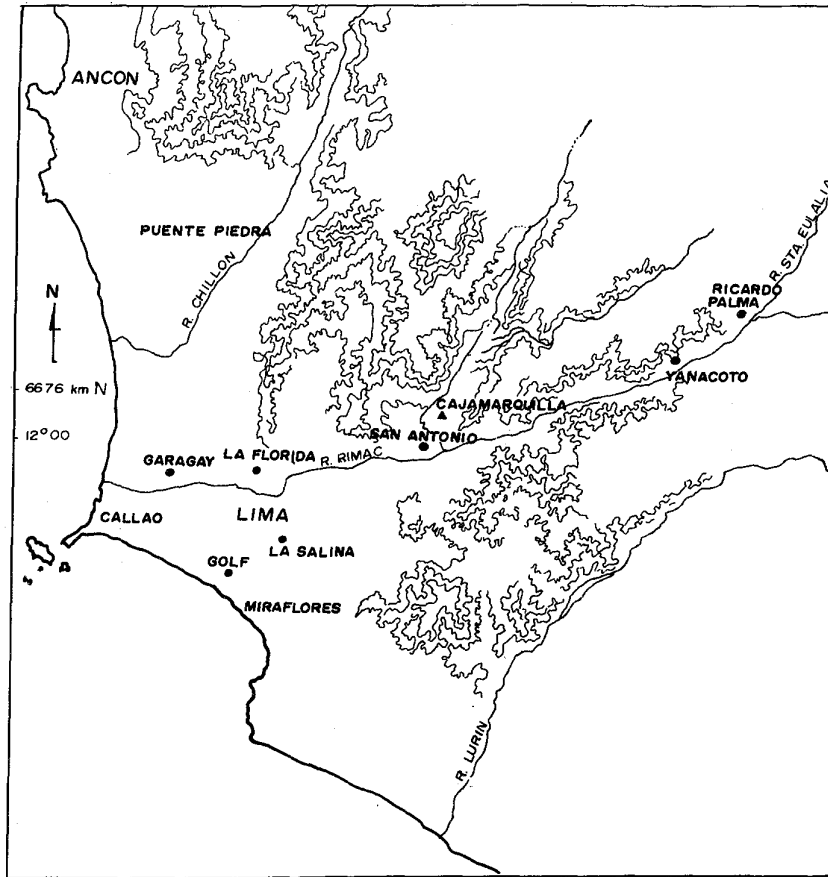 ANCON
PUENTE PIEDRA
R. CHILLON
R. STA. EULALIA
RICARDO
PALMA
N
6676 km N
YANACOTO
CAJAMARQUILLA
12°00
SAN ANTONIO
LA FLORIDA
R. RIMAC
GARAGAY
CALLAO
LIMA
LA SALINA
GOLF
MIRAFLORES
R. LURIN